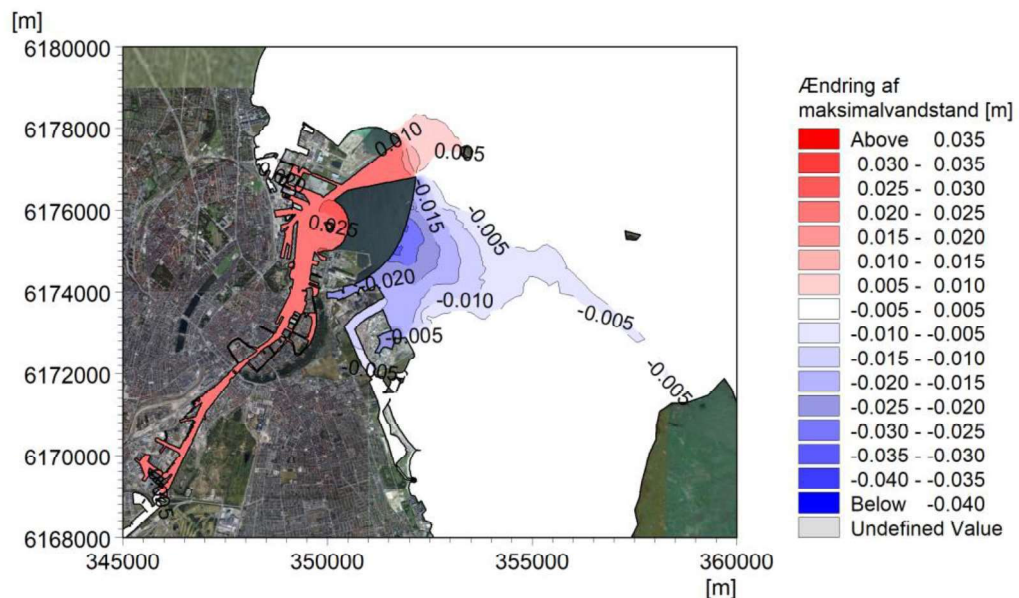 [m]
6180000
6178000
6176000
6174000
6172000
6170000
6168000
345000
350000
355000
360000
[m]
0.010
0.005
0.020
0.025
-0.015
-0.005
-0.020
-0.010
-0.005
-0.005
-0.005
-0.005
Ændring af
maksimalvandstand [m]
Above 0.035
0.030 - 0.035
0.025 - 0.030
0.020 - 0.025
0.015 - 0.020
0.010 - 0.015
0.005 - 0.010
-0.005 - 0.005
-0.010 - -0.005
-0.015 - -0.010
-0.020 - -0.015
-0.025 - -0.020
-0.030 - -0.025
-0.035 - -0.030
-0.040 - -0.035
Below -0.040
Undefined Value